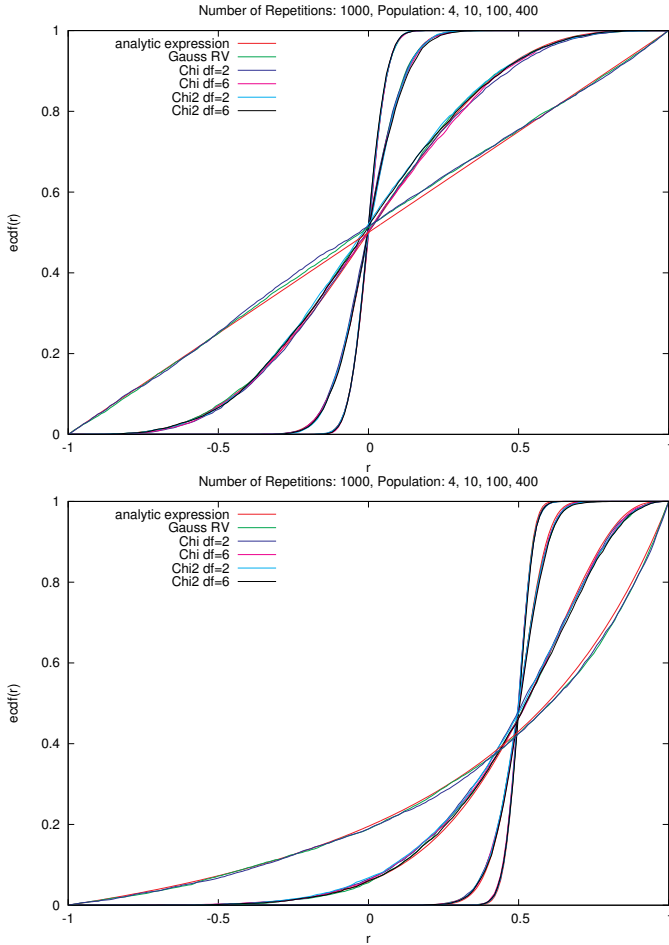 Number of Repetitions: 1000, Population: 4, 10, 100, 400
analytic expression
Gauss RV
Chi df=2
Chi df=6
Chi2 df=2
Chi2 df=6
1
0.8
0.6
0.4
0.2
0
ecdf(r)
-1
-0.5
0
0.5
1
r
Number of Repetitions: 1000, Population: 4, 10, 100, 400
analytic expression
Gauss RV
Chi df=2
Chi df=6
Chi2 df=2
Chi2 df=6
1
0.8
0.6
0.4
0.2
0
ecdf(r)
-1
-0.5
0
0.5
1
r